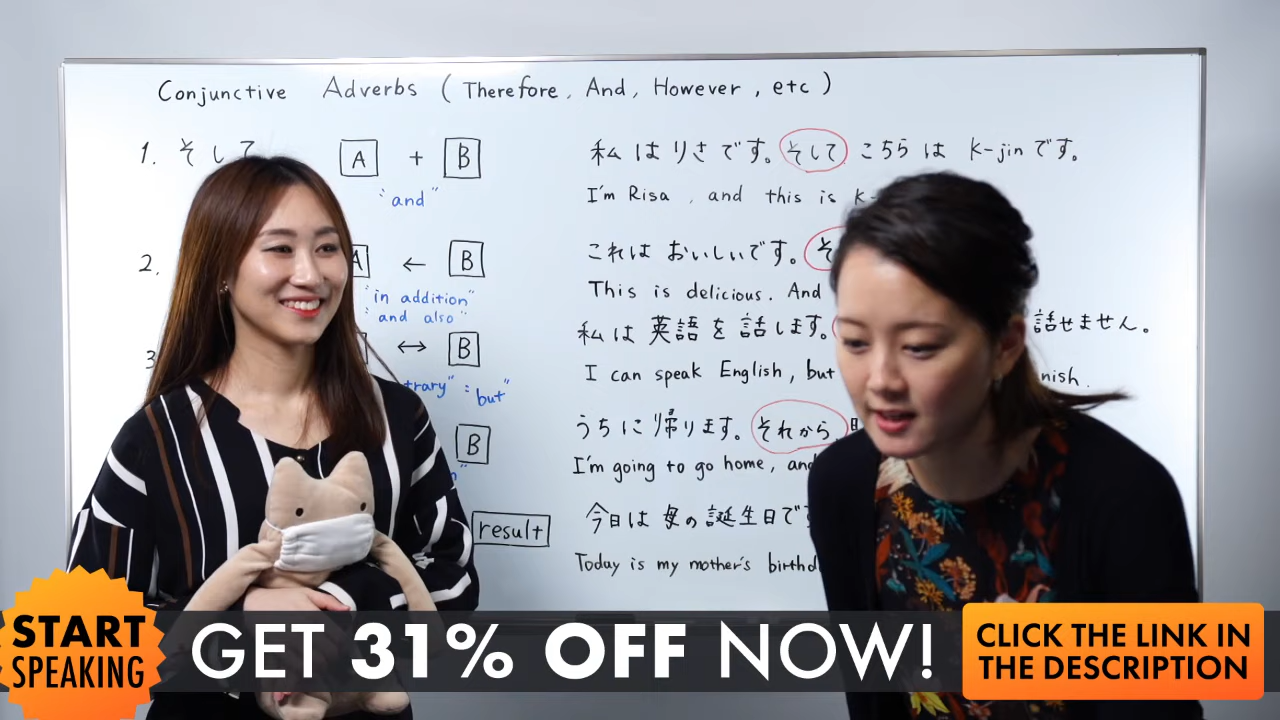 Conjunctive Adverbs ( Therefore, And, However, etc )
1. そして
A + B
"and"
私はりさです。そして こちらは K-jinです。
I'm Risa, and this is K-
2.
A ← B
"in addition"
"and also"
これは おいしいです。そ
This is delicious. And
3
↔ B
trary" : but"
私は 英語を話します。 話せません。
I can speak English, but nish.
B
n"
うちに帰ります。それから
I'm going to go home, and
result
今日は 母の誕生日で
Today is my mother's birthd
START
SPEAKING
GET 31% OFF NOW!
CLICK THE LINK IN
THE DESCRIPTION